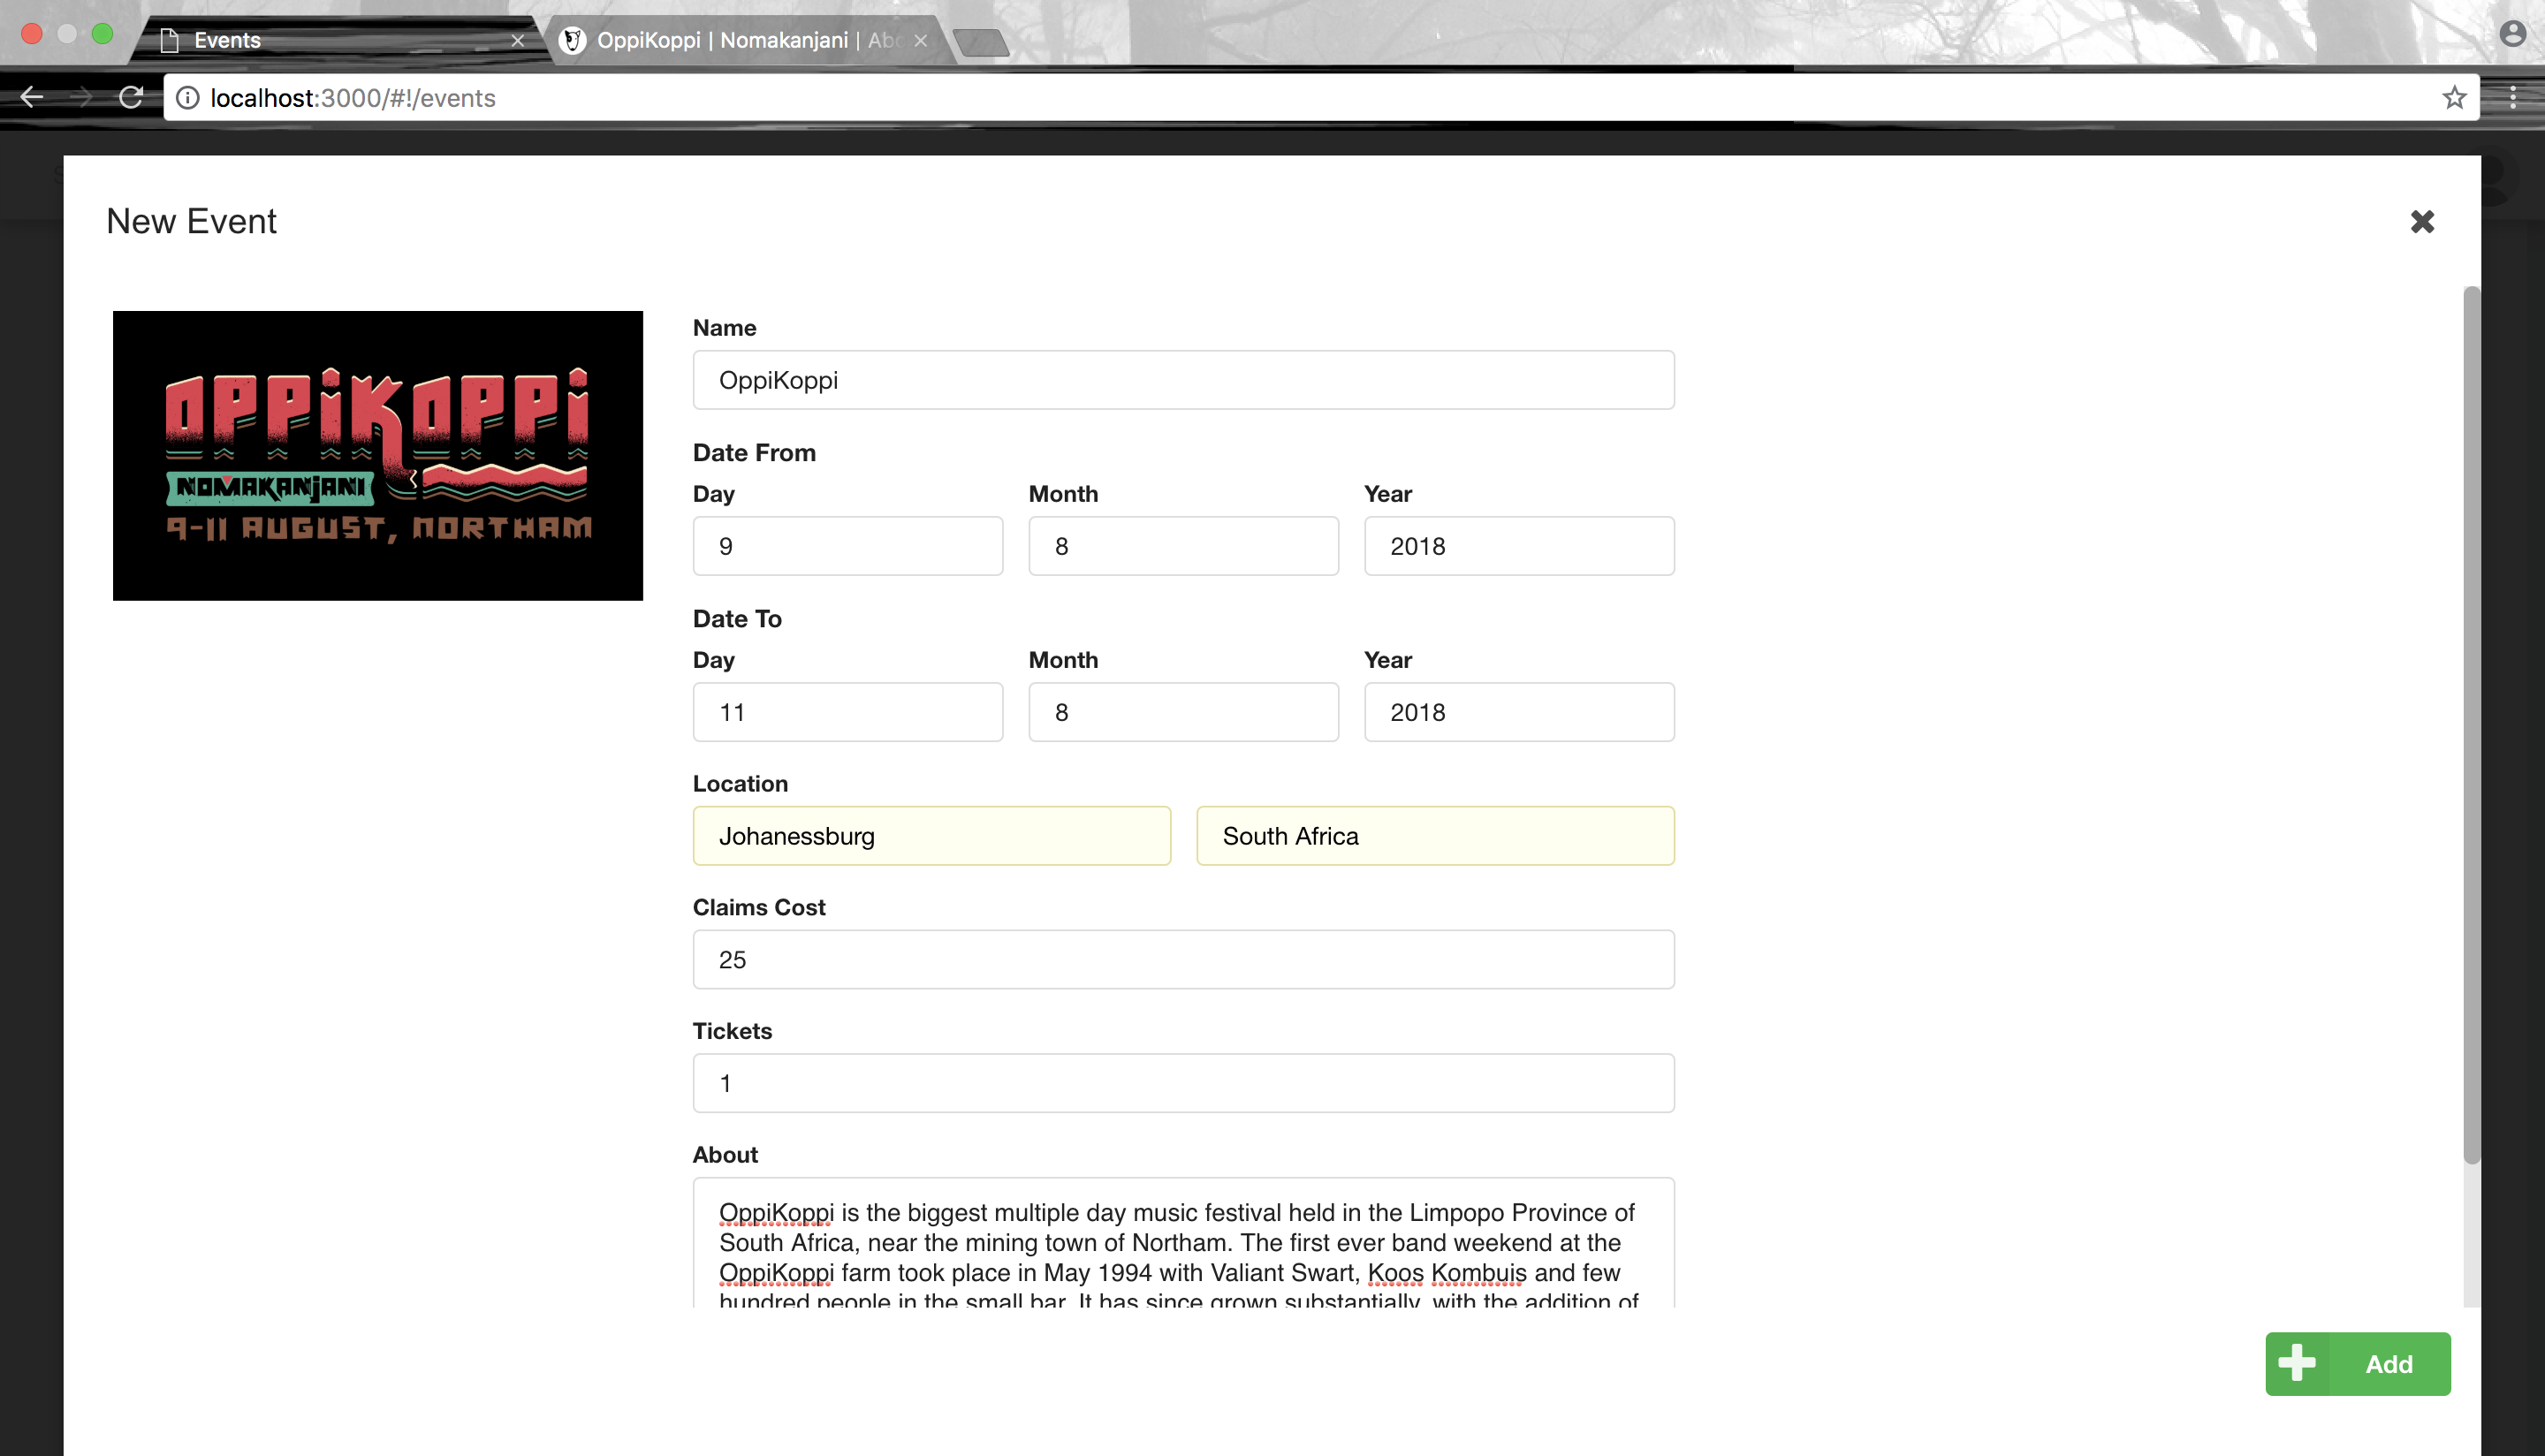 Events
OppiKoppi | Nomakanjani | Abo
localhost:3000/#!/events
New Event
OPPiKOPPi
NOMAKANJANI
9-11 AUGUST, NORTHAM
Name
OppiKoppi
Date From
Day Month Year
9 8 2018
Date To
Day Month Year
11 8 2018
Location
Johanessburg South Africa
Claims Cost
25
Tickets
1
About
OppiKoppi is the biggest multiple day music festival held in the Limpopo Province of
South Africa, near the mining town of Northam. The first ever band weekend at the
OppiKoppi farm took place in May 1994 with Valiant Swart, Koos Kombuis and few
hundred people in the small bar. It has since grown substantially, with the addition of
Add